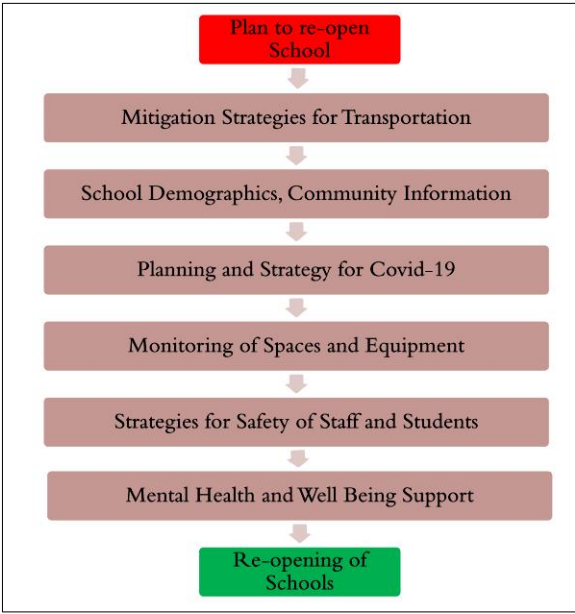 Plan to re-open
School
Mitigation Strategies for Transportation
School Demographics, Community Information
Planning and Strategy for Covid-19
Monitoring of Spaces and Equipment
Strategies for Safety of Staff and Students
Mental Health and Well Being Support
Re-opening of
Schools